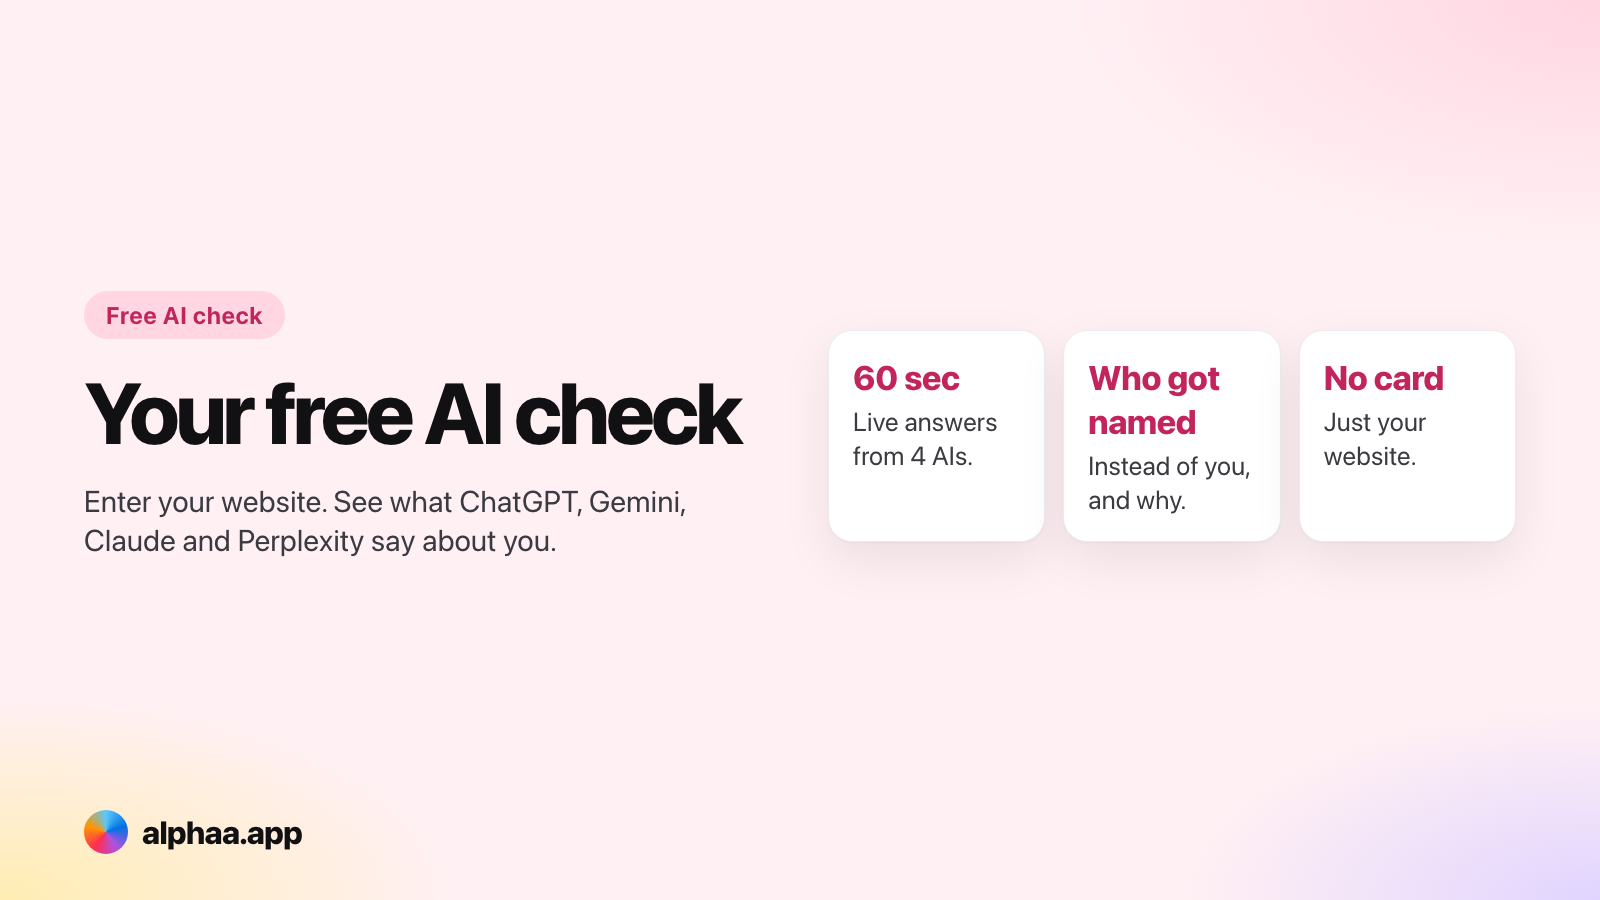 Free AI check
Your free AI check
Enter your website. See what ChatGPT, Gemini,
Claude and Perplexity say about you.
60 sec
Live answers
from 4 AIs.
Who got
named
Instead of you,
and why.
No card
Just your
website.
alphaa.app